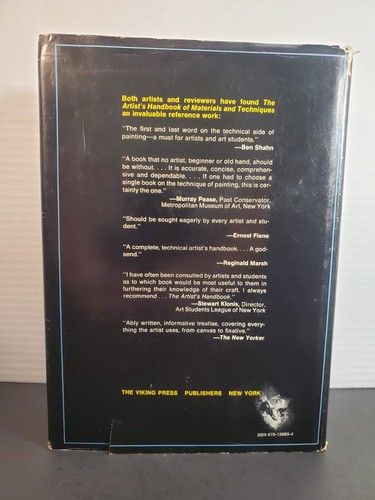 Both artists and reviewers have found The
Artist's Handbook of Materials and Techniques
an invaluable reference work:
"The first and last word on the technical side of
painting—a must for artists and art students."
—Ben Shahn
"A book that no artist, beginner or old hand, should
be without. . . . It is accurate, concise, comprehen-
sive and dependable. . . . If one had to choose a
single book on the technique of painting, this is cer-
tainly the one."
—Murray Pease, Past Conservator,
Metropolitan Museum of Art, New York
"Should be sought eagerly by every artist and stu-
dent."
—Ernest Fiene
"A complete, technical artist's handbook. . . . A god-
send."
—Reginald Marsh
"I have often been consulted by artists and students
as to which book would be most useful to them in
furthering their knowledge of their craft. I always
recommend . . . The Artist's Handbook."
—Stewart Klonis, Director,
Art Students League of New York
"Ably written, informative treatise, covering every-
thing the artist uses, from canvas to fixative."
—The New Yorker
THE VIKING PRESS PUBLISHERS NEW YORK
SBN 670-13665-4